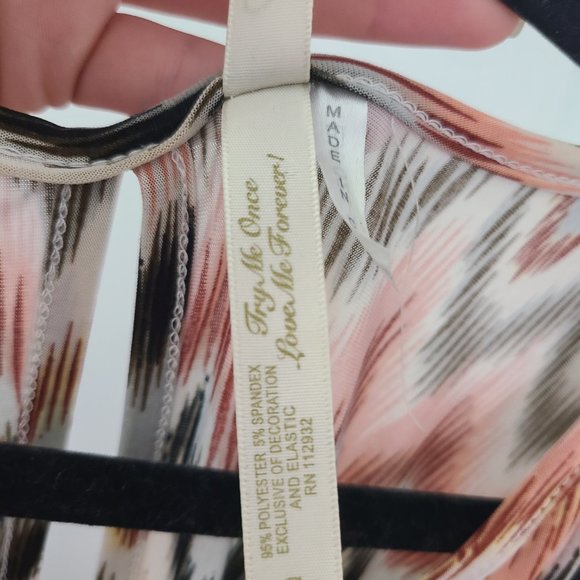 Try Me Once
Love Me Forever!
95% POLYESTER 5% SPANDEX
EXCLUSIVE OF DECORATION
AND ELASTIC
RN 112932
MADE IN